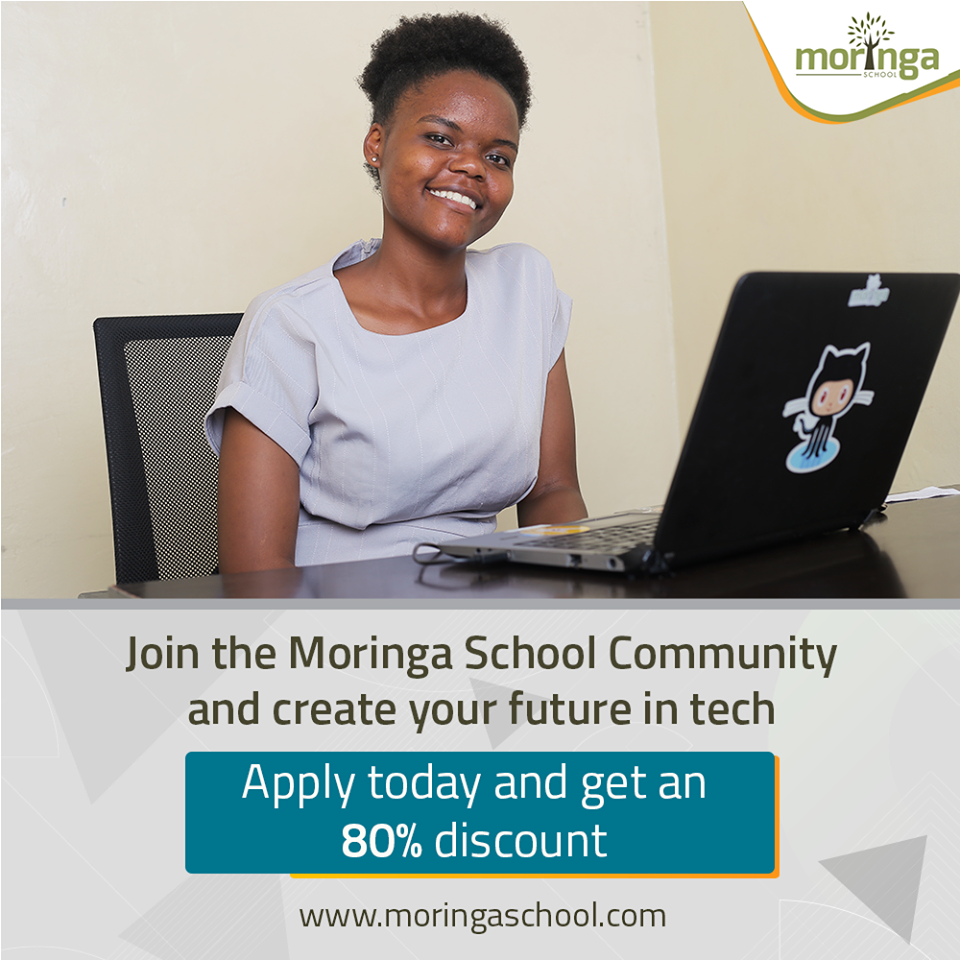 moringa
SCHOOL
moringa
Join the Moringa School Community
and create your future in tech
Apply today and get an
80% discount
www.moringaschool.com